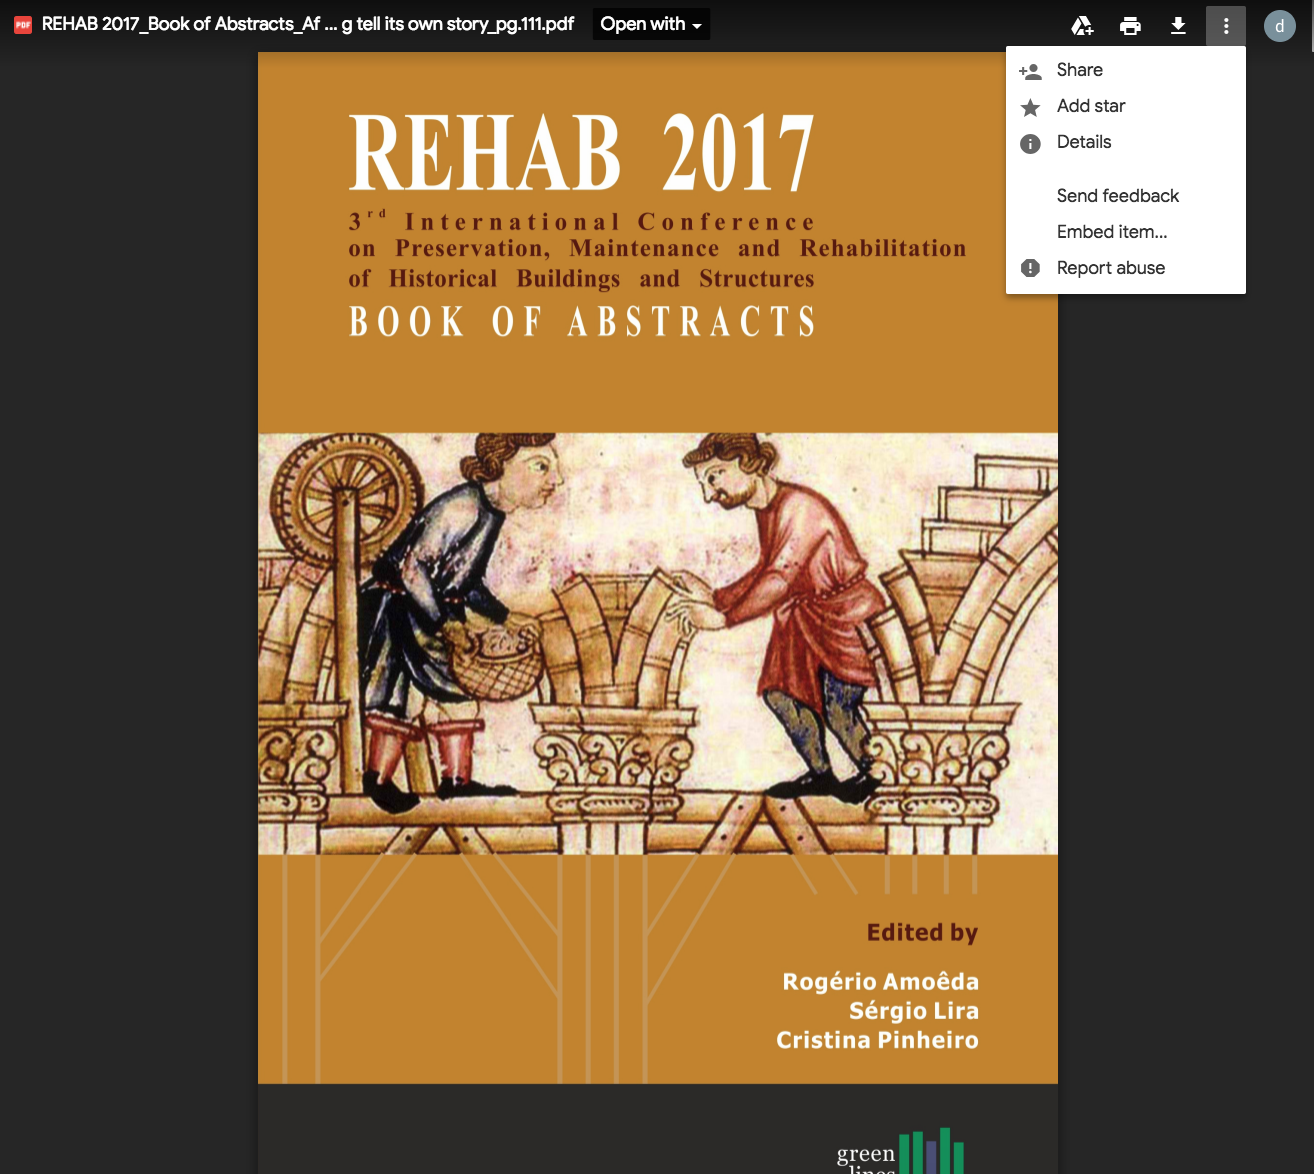 PDF REHAB 2017_Book of Abstracts_Af ... g tell its own story_pg.111.pdf Open with d
Share
Add star
Details
Send feedback
Embed item...
Report abuse
REHAB 2017
3rd International Conference
on Preservation, Maintenance and Rehabilitation
of Historical Buildings and Structures
BOOK OF ABSTRACTS
Edited by
Rogério Amoêda
Sérgio Lira
Cristina Pinheiro
green
lines